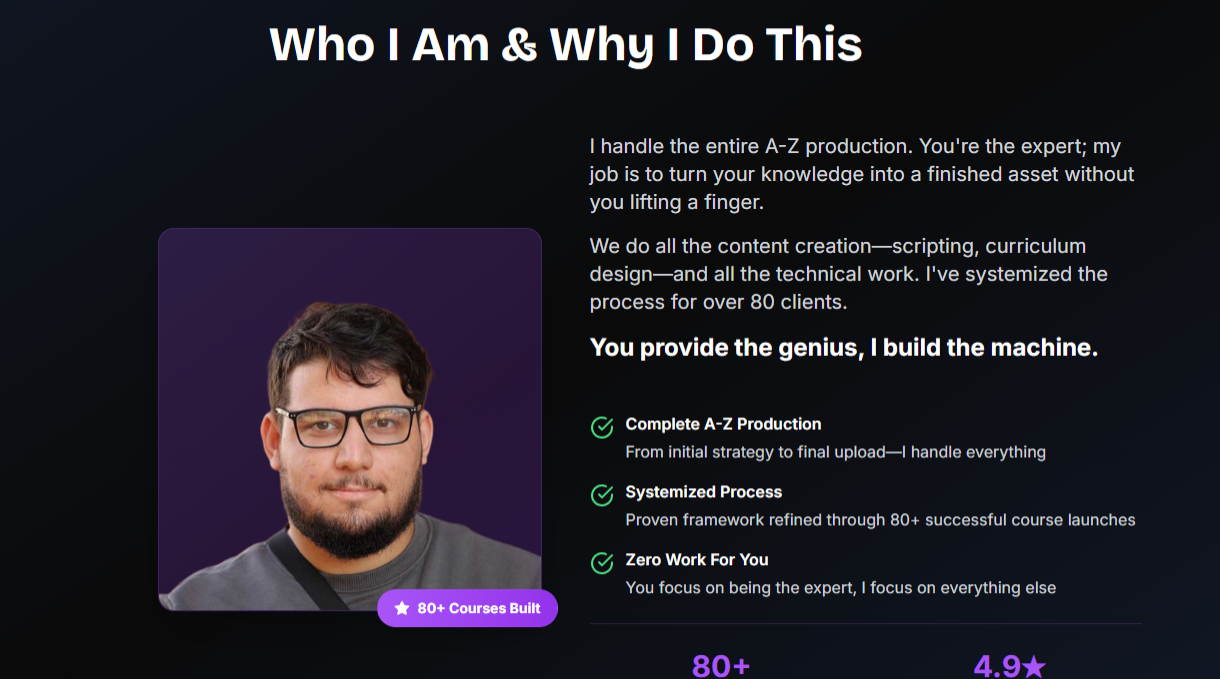 Who I Am & Why I Do This
I handle the entire A-Z production. You're the expert; my
job is to turn your knowledge into a finished asset without
you lifting a finger.
We do all the content creation—scripting, curriculum
design—and all the technical work. I've systemized the
process for over 80 clients.
You provide the genius, I build the machine.
Complete A-Z Production
From initial strategy to final upload—I handle everything
Systemized Process
Proven framework refined through 80+ successful course launches
Zero Work For You
You focus on being the expert, I focus on everything else
★ 80+ Courses Built
80+
4.9★